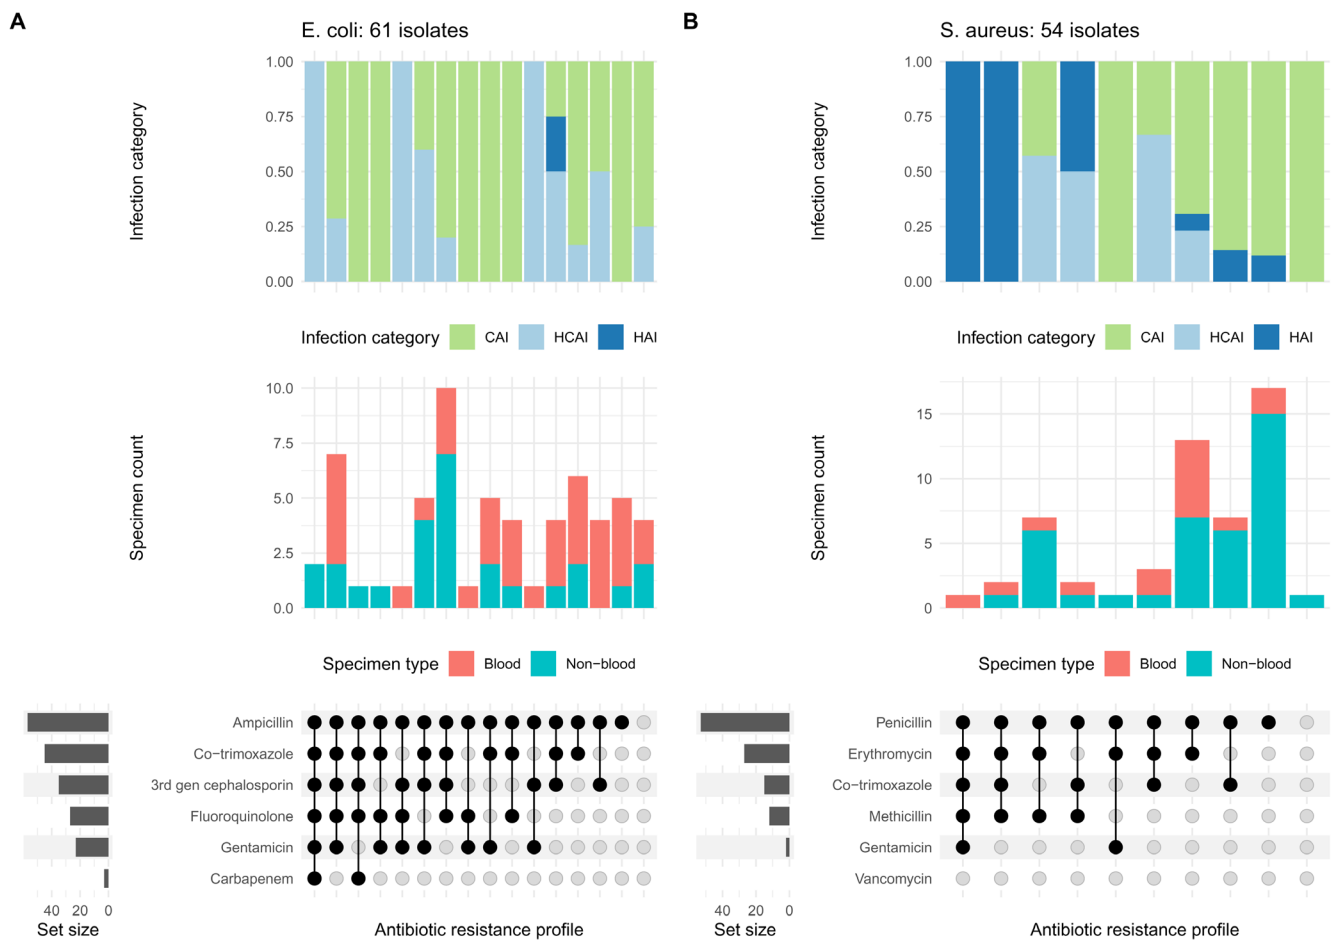 A
E. coli: 61 isolates
Infection category
1.00
0.75
0.50
0.25
0.00
Infection category CAI HCAI HAI
Specimen count
10.0
7.5
5.0
2.5
0.0
Specimen type Blood Non−blood
Ampicillin
Co−trimoxazole
3rd gen cephalosporin
Fluoroquinolone
Gentamicin
Carbapenem
40 20 0
Set size
Antibiotic resistance profile
B
S. aureus: 54 isolates
Infection category
1.00
0.75
0.50
0.25
0.00
Infection category CAI HCAI HAI
Specimen count
15
10
5
0
Specimen type Blood Non−blood
Penicillin
Erythromycin
Co−trimoxazole
Methicillin
Gentamicin
Vancomycin
40 20 0
Set size
Antibiotic resistance profile